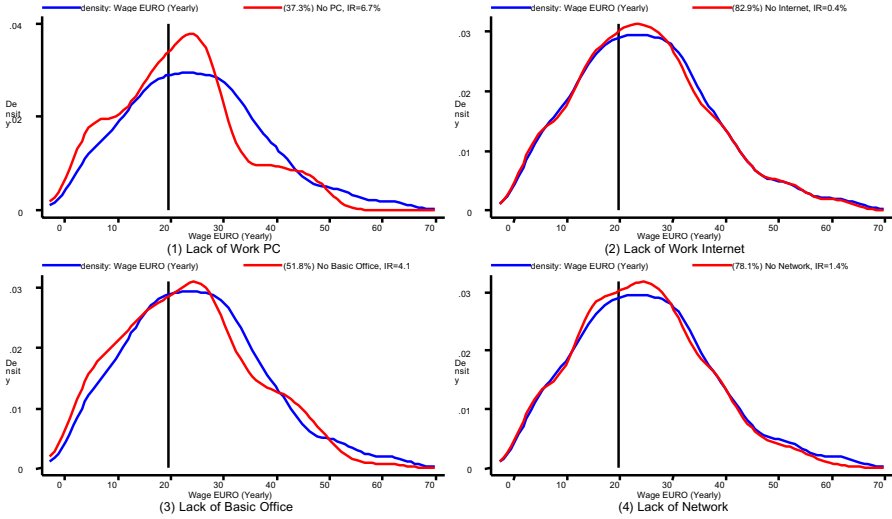 density: Wage EURO (Yearly) (37.3%) No PC, IR=6.7%
.04
De
nsit
y
.02
0
0 10 20 30 40 50 60 70
Wage EURO (Yearly)
(1) Lack of Work PC
density: Wage EURO (Yearly) (82.9%) No Internet, IR=0.4%
.03
De
nsit
y
.02
.01
0
0 10 20 30 40 50 60 70
Wage EURO (Yearly)
(2) Lack of Work Internet
density: Wage EURO (Yearly) (51.8%) No Basic Office, IR=4.1
.03
De
nsit
y
.02
.01
0
0 10 20 30 40 50 60 70
Wage EURO (Yearly)
(3) Lack of Basic Office
density: Wage EURO (Yearly) (78.1%) No Network, IR=1.4%
.03
De
nsit
y
.02
.01
0
0 10 20 30 40 50 60 70
Wage EURO (Yearly)
(4) Lack of Network